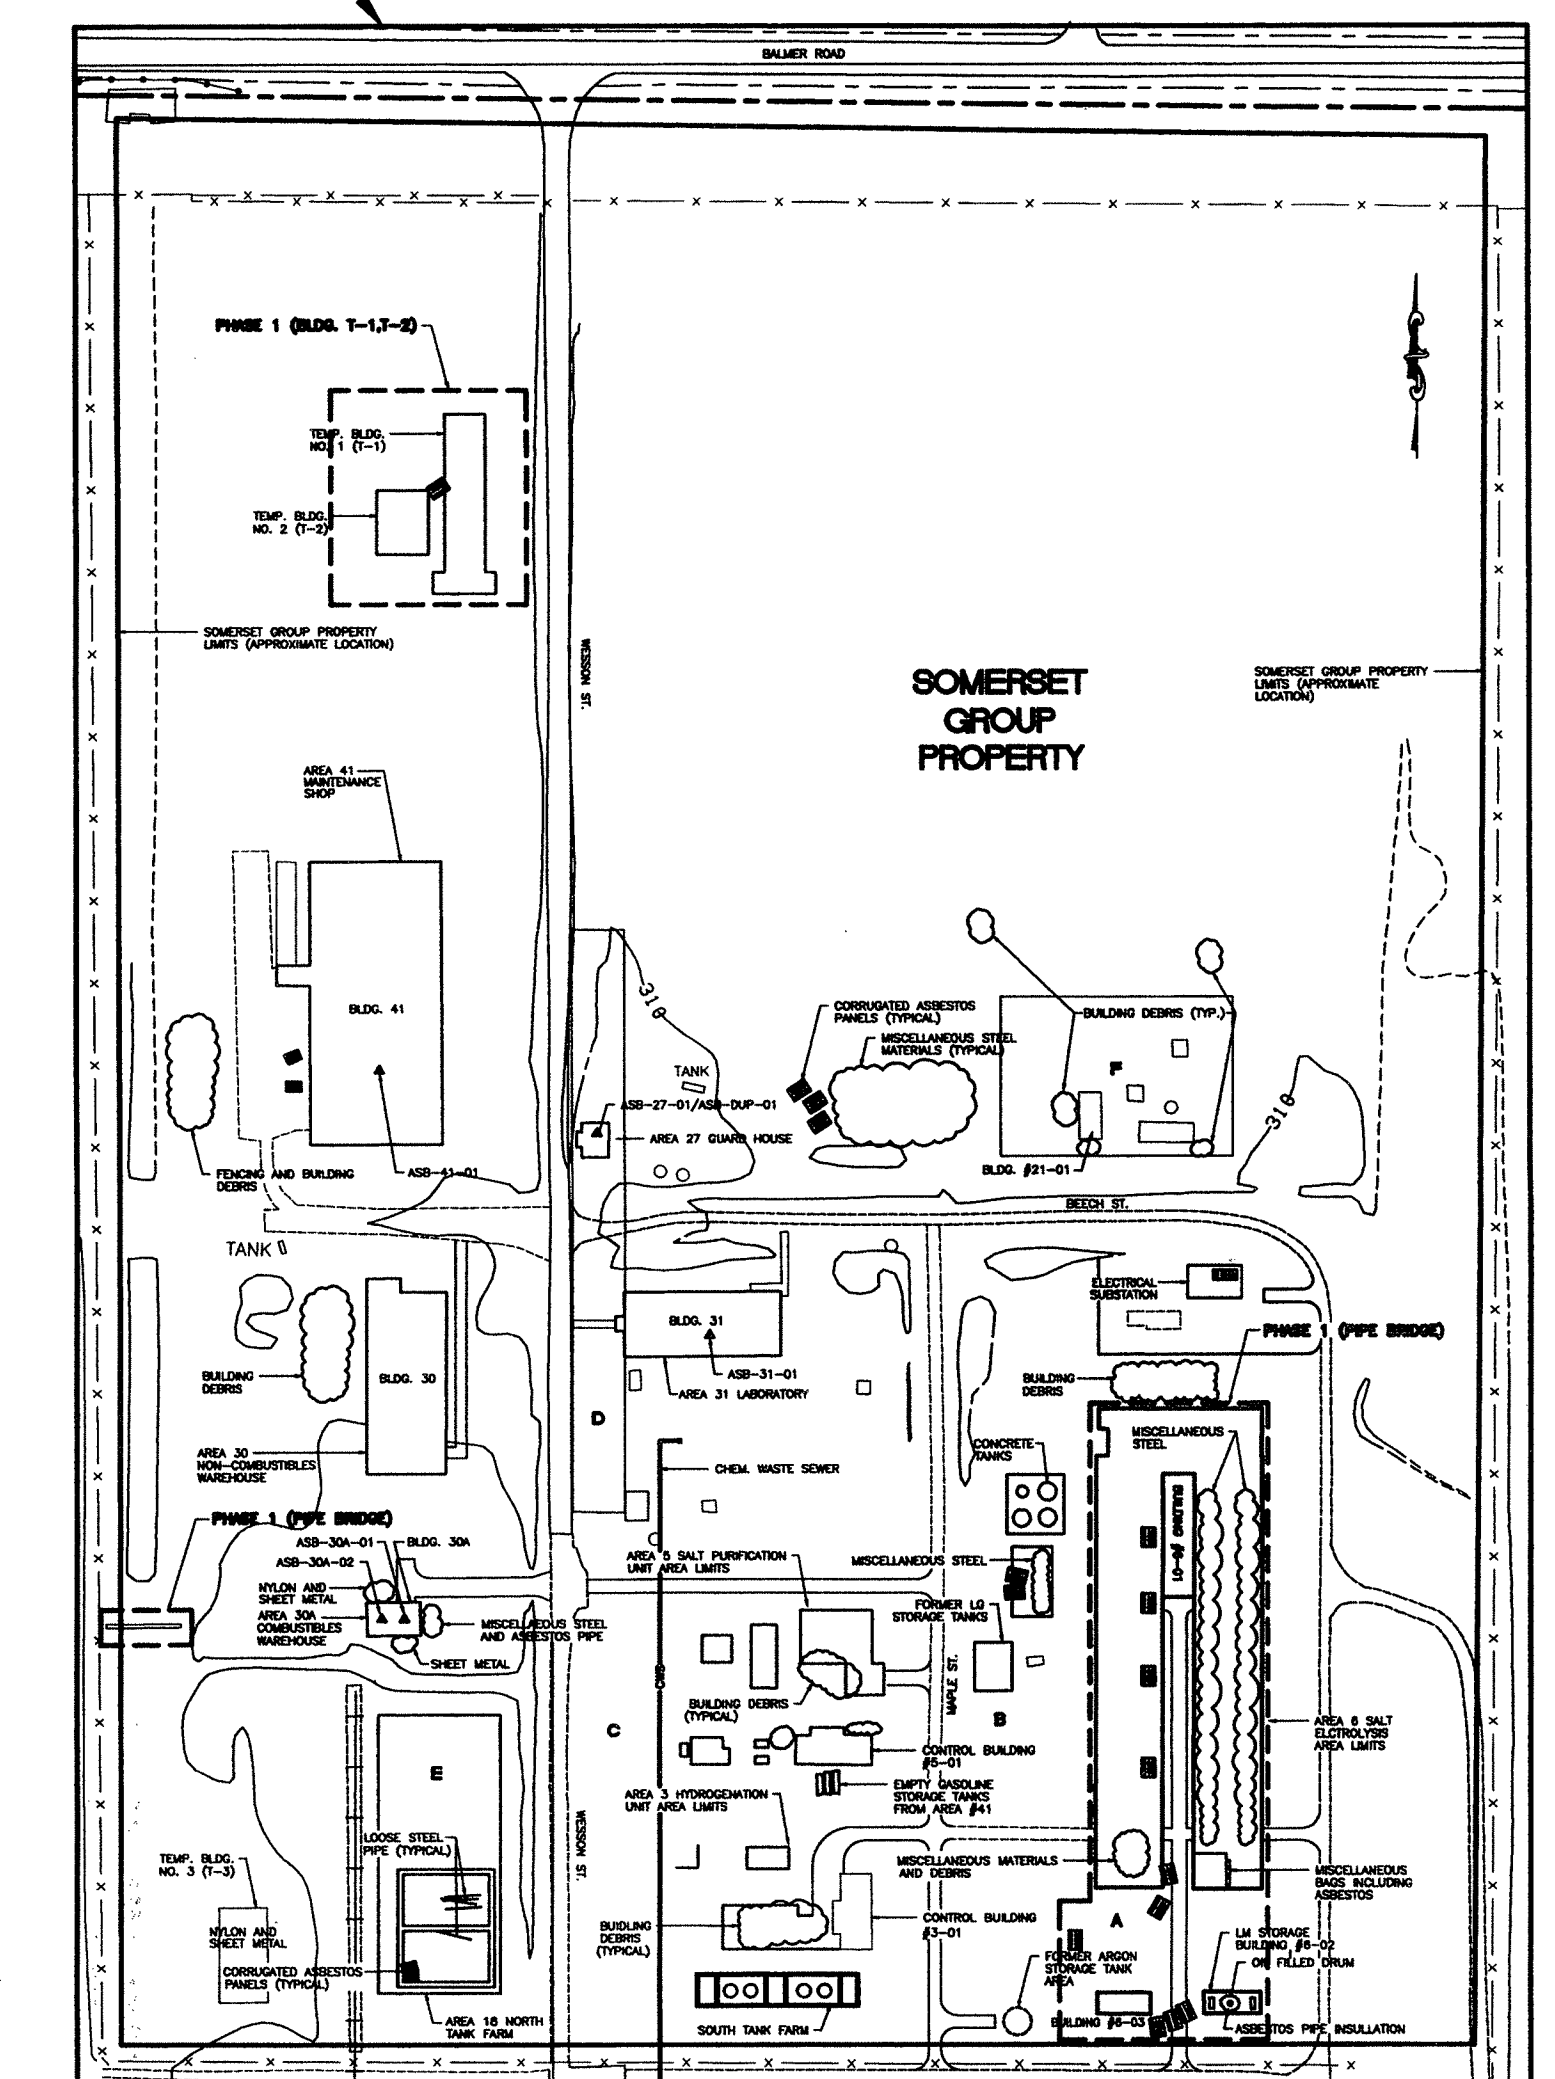 BALMER ROAD
PHASE 1 (BLDG. T-1,T-2)
TEMP. BLDG.
NO. 1 (T-1)
TEMP. BLDG.
NO. 2 (T-2)
SOMERSET GROUP PROPERTY
LIMITS (APPROXIMATE LOCATION)
WESSON ST.
SOMERSET
GROUP
PROPERTY
SOMERSET GROUP PROPERTY
LIMITS (APPROXIMATE
LOCATION)
AREA 41
MAINTENANCE
SHOP
BLDG. 41
310
CORRUGATED ASBESTOS
PANELS (TYPICAL)
MISCELLANEOUS STEEL
MATERIALS (TYPICAL)
BUILDING DEBRIS (TYP.)
F
TANK
ASB-27-01/ASB-DUP-01
AREA 27 GUARD HOUSE
310
FENCING AND BUILDING
DEBRIS
ASB-41-01
BLDG. #21-01
BEECH ST.
TANK
ELECTRICAL
SUBSTATION
BLDG. 31
PHASE 1 (PIPE BRIDGE)
BUILDING
DEBRIS
BLDG. 30
ASB-31-01
AREA 31 LABORATORY
BUILDING
DEBRIS
D
MISCELLANEOUS
STEEL
AREA 30
NON-COMBUSTIBLES
WAREHOUSE
CHEM. WASTE SEWER
CONCRETE
TANKS
BUILDING #6-01
PHASE 1 (PIPE BRIDGE)
ASB-30A-01
BLDG. 30A
ASB-30A-02
AREA 5 SALT PURIFICATION
UNIT AREA LIMITS
MISCELLANEOUS STEEL
NYLON AND
SHEET METAL
AREA 30A
COMBUSTIBLES
WAREHOUSE
MISCELLAEOUS STEEL
AND ASBESTOS PIPE
SHEET METAL
FORMER LG
STORAGE TANKS
CWS
MAPLE ST.
BUILDING DEBRIS
(TYPICAL)
C
B
AREA 6 SALT
ELCTROLYSIS
AREA LIMITS
CONTROL BUILDING
#5-01
E
AREA 3 HYDROGENATION
UNIT AREA LIMITS
EMPTY GASOLINE
STORAGE TANKS
FROM AREA #41
WESSON ST.
LOOSE STEEL
PIPE (TYPICAL)
TEMP. BLDG.
NO. 3 (T-3)
MISCELLANEOUS MATERIALS
AND DEBRIS
MISCELLANEOUS
BAGS INCLUDING
ASBESTOS
NYLON AND
SHEET METAL
BUIDLING
DEBRIS
(TYPICAL)
CONTROL BUILDING
#3-01
A
LM STORAGE
BUILDING #6-02
OIL FILLED DRUM
CORRUGATED ASBESTOS
PANELS (TYPICAL)
FORMER ARGON
STORAGE TANK
AREA
AREA 18 NORTH
TANK FARM
SOUTH TANK FARM
BUILDING #6-03
ASBESTOS PIPE INSULLATION